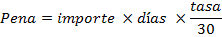 Pena = importe × días × tasa/30